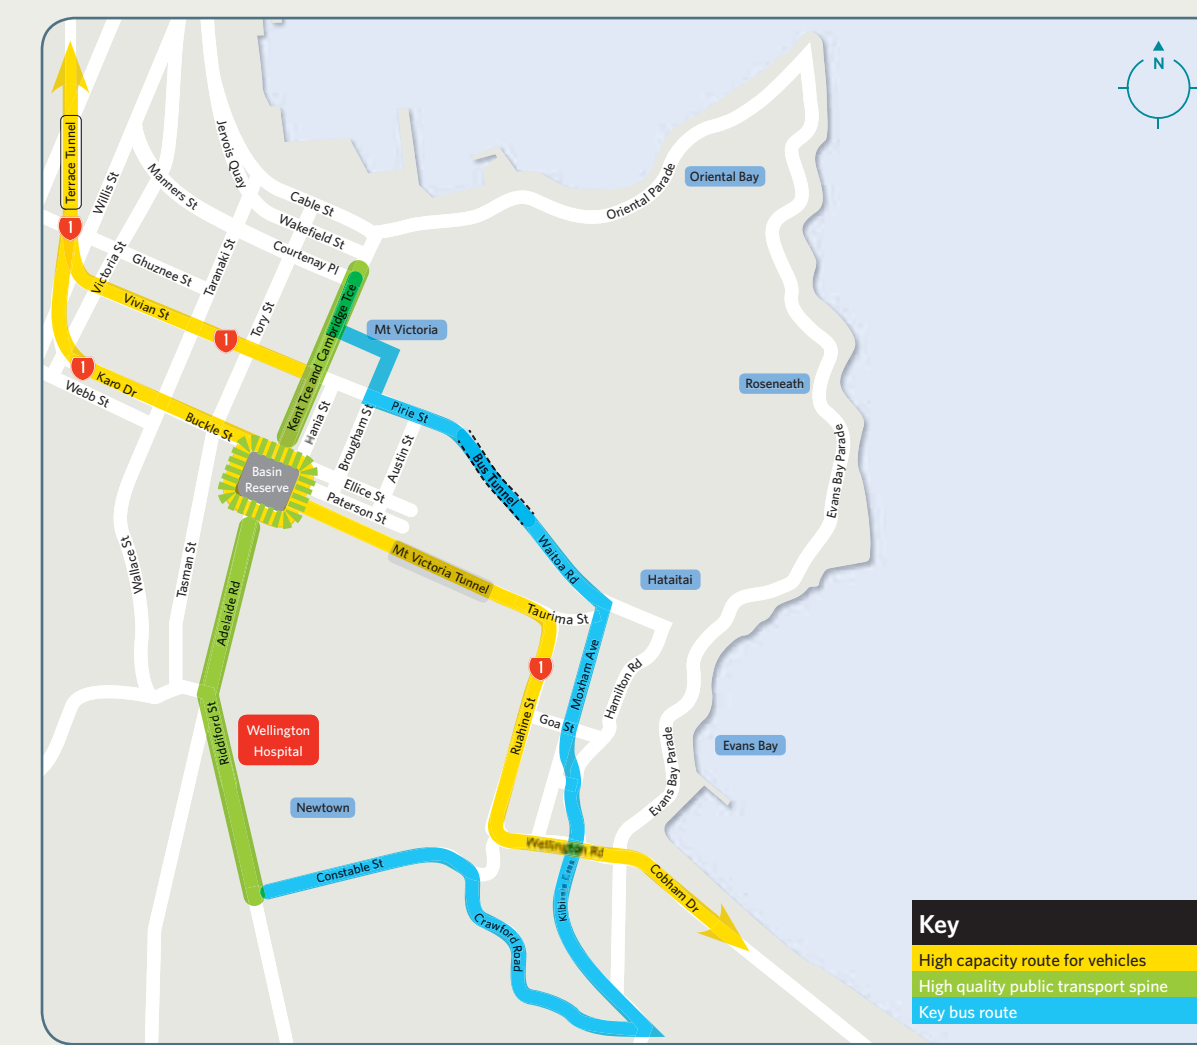 N
Terrace Tunnel
1
Willis St
Manners St
Jervois Quay
Cable St
Wakefield St
Courtenay Pl
Oriental Parade
Oriental Bay
Victoria St
Ghuznee St
Taranaki St
Tory St
Vivian St
1
Kent Tce and Cambridge Tce
Mt Victoria
1
Karo Dr
Webb St
Buckle St
Hania St
Brougham St
Austin St
Pirie St
Roseneath
Evans Bay Parade
Basin
Reserve
Ellice St
Paterson St
Bus Tunnel
Wallace St
Tasman St
Adelaide Rd
Mt Victoria Tunnel
Waitoa Rd
Hataitai
Taurima St
1
Moxham Ave
Hamilton Rd
Ruahine St
Goa St
Riddiford St
Wellington
Hospital
Evans Bay
Evans Bay Parade
Newtown
Wellington Rd
Constable St
Cobham Dr
Crawford Road
Key
High capacity route for vehicles
High quality public transport spine
Key bus route